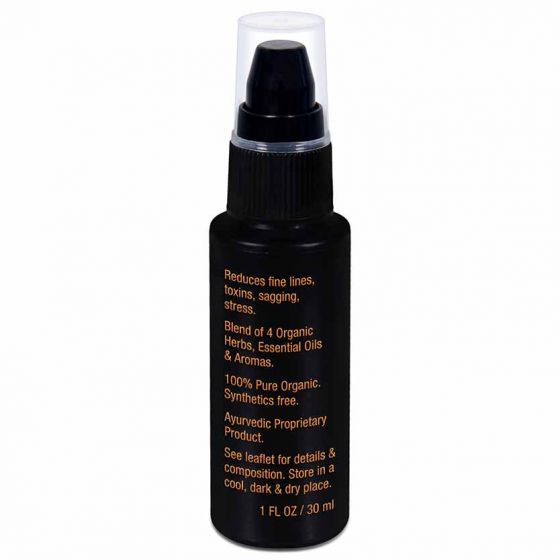 Reduces fine lines,
toxins, sagging,
stress.
Blend of 4 Organic
Herbs, Essential Oils
& Aromas.
100% Pure Organic.
Synthetics free.
Ayurvedic Proprietary
Product.
See leaflet for details &
composition. Store in a
cool, dark & dry place.
1 FL OZ / 30 ml